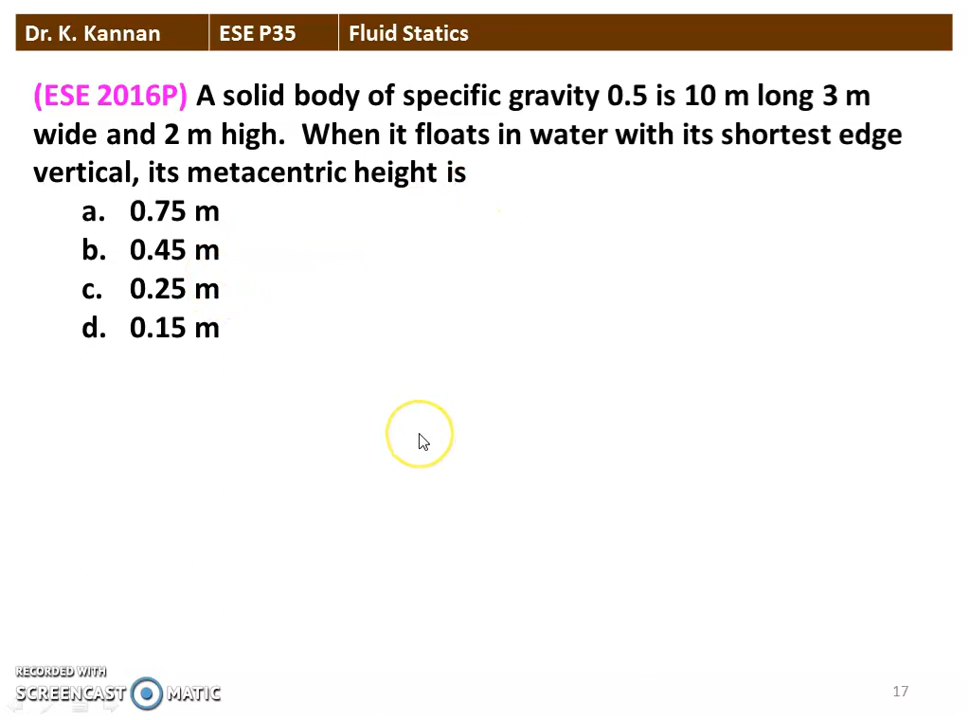 Dr. K. Kannan ESE P35 Fluid Statics
(ESE 2016P) A solid body of specific gravity 0.5 is 10 m long 3 m
wide and 2 m high. When it floats in water with its shortest edge
vertical, its metacentric height is
a. 0.75 m
b. 0.45 m
c. 0.25 m
d. 0.15 m
RECORDED WITH
SCREENCAST MATIC
17